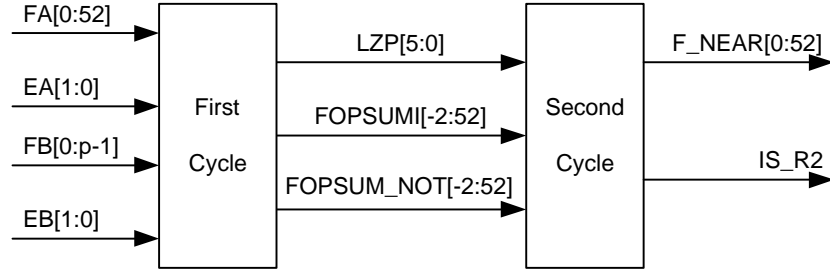 FA[0:52]
EA[1:0]
FB[0:p-1]
EB[1:0]
First
Cycle
LZP[5:0]
FOPSUMI[-2:52]
FOPSUM_NOT[-2:52]
Second
Cycle
F_NEAR[0:52]
IS_R2